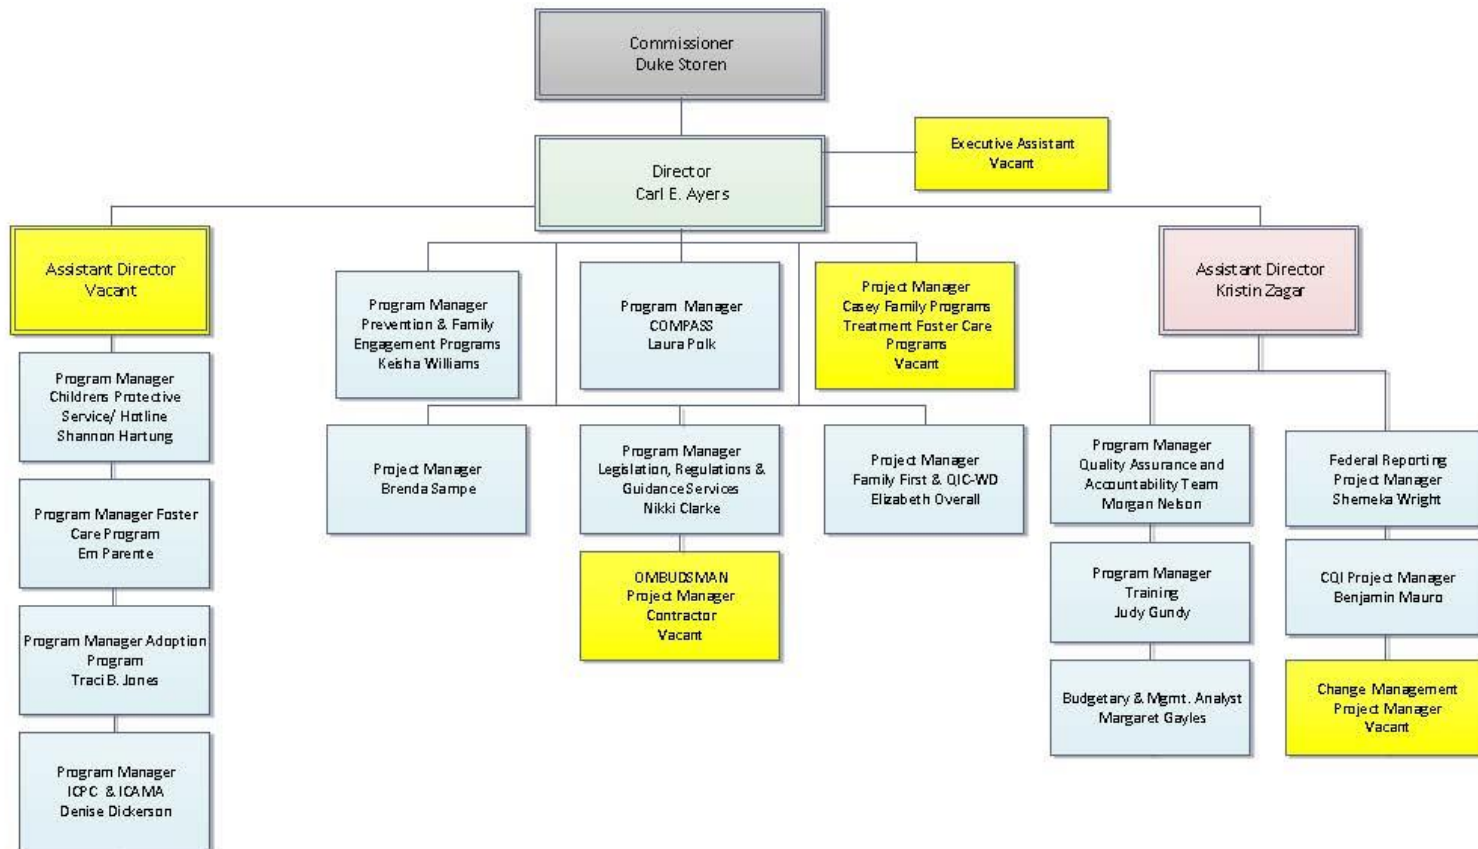 Commissioner
Duke Storen
Executive Assistant
Vacant
Director
Carl E. Ayers
Assistant Director
Vacant
Assistant Director
Kristin Zagar
Program Manager
Prevention & Family
Engagement Programs
Keisha Williams
Program Manager
COMPASS
Laura Polk
Project Manager
Casey Family Programs
Treatment Foster Care
Programs
Vacant
Program Manager
Childrens Protective
Service/ Hotline
Shannon Hartung
Project Manager
Brenda Sampe
Program Manager
Legislation, Regulations &
Guidance Services
Nikki Clarke
Project Manager
Family First & QIC-WD
Elizabeth Overall
Program Manager
Quality Assurance and
Accountability Team
Morgan Nelson
Federal Reporting
Project Manager
Shemeka Wright
Program Manager Foster
Care Program
Em Parente
OMBUDSMAN
Project Manager
Contractor
Vacant
Program Manager
Training
Judy Gundy
CQI Project Manager
Benjamin Mauro
Program Manager Adoption
Program
Traci B. Jones
Budgetary & Mgmt. Analyst
Margaret Gayles
Change Management
Project Manager
Vacant
Program Manager
ICPC & ICAMA
Denise Dickerson